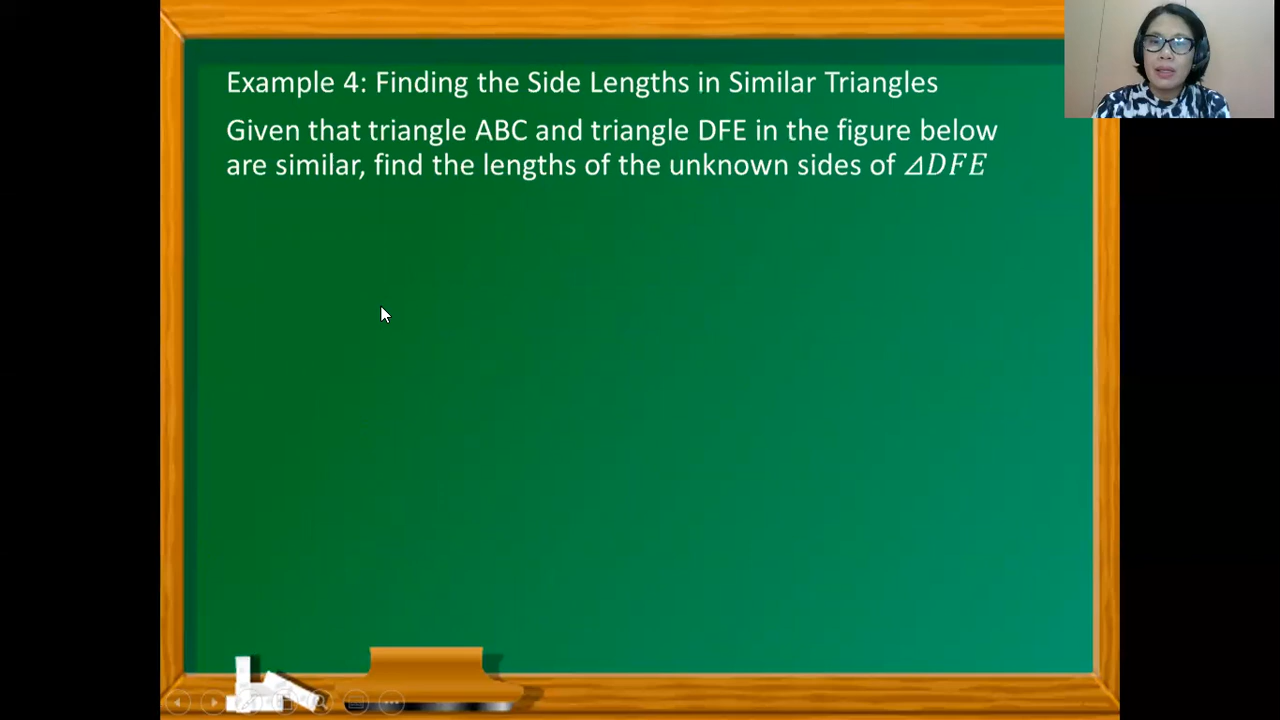 Example 4: Finding the Side Lengths in Similar Triangles
Given that triangle ABC and triangle DFE in the figure below
are similar, find the lengths of the unknown sides of ⊿𝐷𝐹𝐸